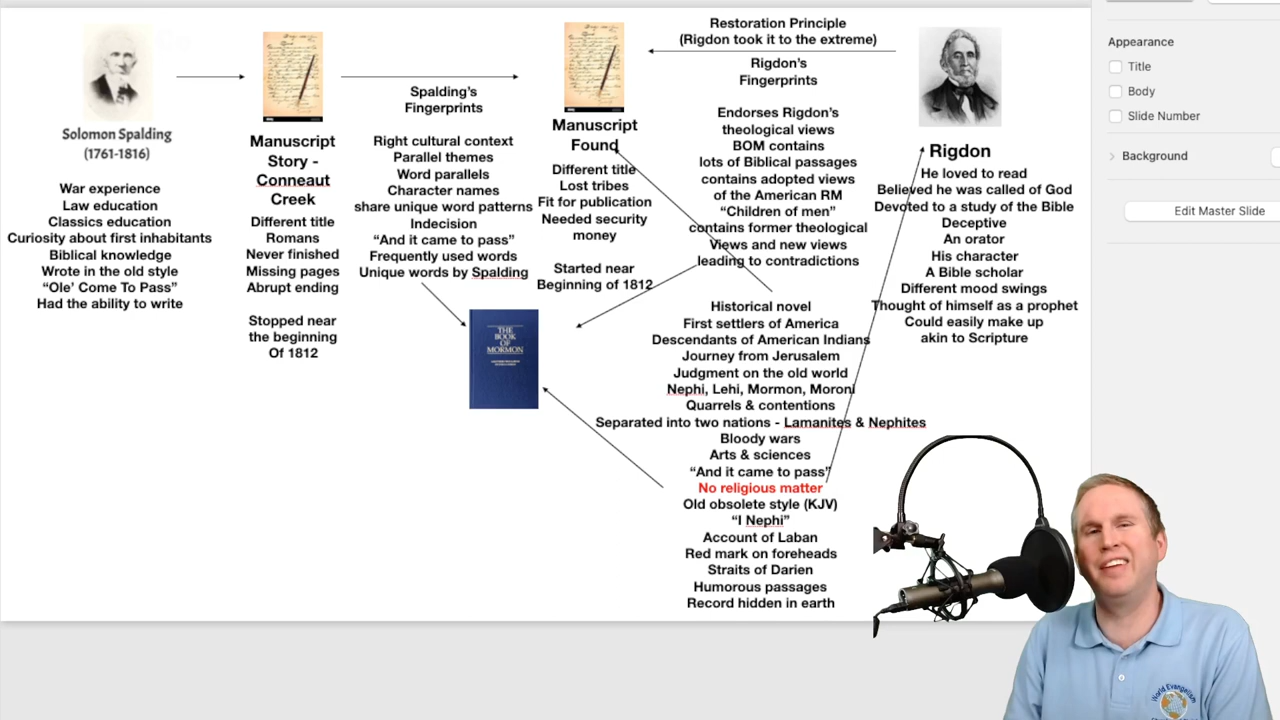 Solomon Spalding
(1761-1816)
War experience
Law education
Classics education
Curiosity about first inhabitants
Biblical knowledge
Wrote in the old style
“Ole’ Come To Pass”
Had the ability to write
Manuscript
Story -
Conneaut
Creek
Different title
Romans
Never finished
Missing pages
Abrupt ending
Stopped near
the beginning
Of 1812
Spalding’s
Fingerprints
Right cultural context
Parallel themes
Word parallels
Character names
share unique word patterns
Indecision
“And it came to pass”
Frequently used words
Unique words by Spalding
THE
BOOK
OF
MORMON
Manuscript
Found
Different title
Lost tribes
Fit for publication
Needed security
money
Started near
Beginning of 1812
Restoration Principle
(Rigdon took it to the extreme)
Rigdon’s
Fingerprints
Endorses Rigdon’s
theological views
BOM contains
lots of Biblical passages
contains adopted views
of the American RM
“Children of men”
contains former theological
Views and new views
leading to contradictions
Historical novel
First settlers of America
Descendants of American Indians
Journey from Jerusalem
Judgment on the old world
Nephi, Lehi, Mormon, Moroni
Quarrels & contentions
Separated into two nations - Lamanites & Nephites
Bloody wars
Arts & sciences
“And it came to pass”
No religious matter
Old obsolete style (KJV)
“I Nephi”
Account of Laban
Red mark on foreheads
Straits of Darien
Humorous passages
Record hidden in earth
Rigdon
He loved to read
Believed he was called of God
Devoted to a study of the Bible
Deceptive
An orator
His character
A Bible scholar
Different mood swings
Thought of himself as a prophet
Could easily make up
akin to Scripture
Appearance
Title
Body
Slide Number
Background
Edit Master Slide
World Evangelism